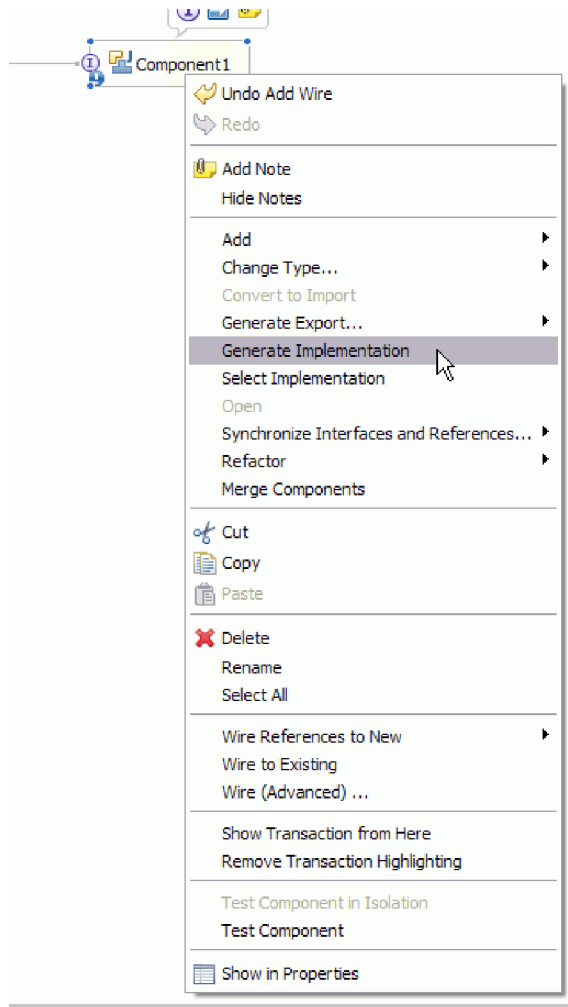 Component1
Undo Add Wire
Redo
Add Note
Hide Notes
Add
Change Type...
Convert to Import
Generate Export...
Generate Implementation
Select Implementation
Open
Synchronize Interfaces and References...
Refactor
Merge Components
Cut
Copy
Paste
Delete
Rename
Select All
Wire References to New
Wire to Existing
Wire (Advanced) ...
Show Transaction from Here
Remove Transaction Highlighting
Test Component in Isolation
Test Component
Show in Properties